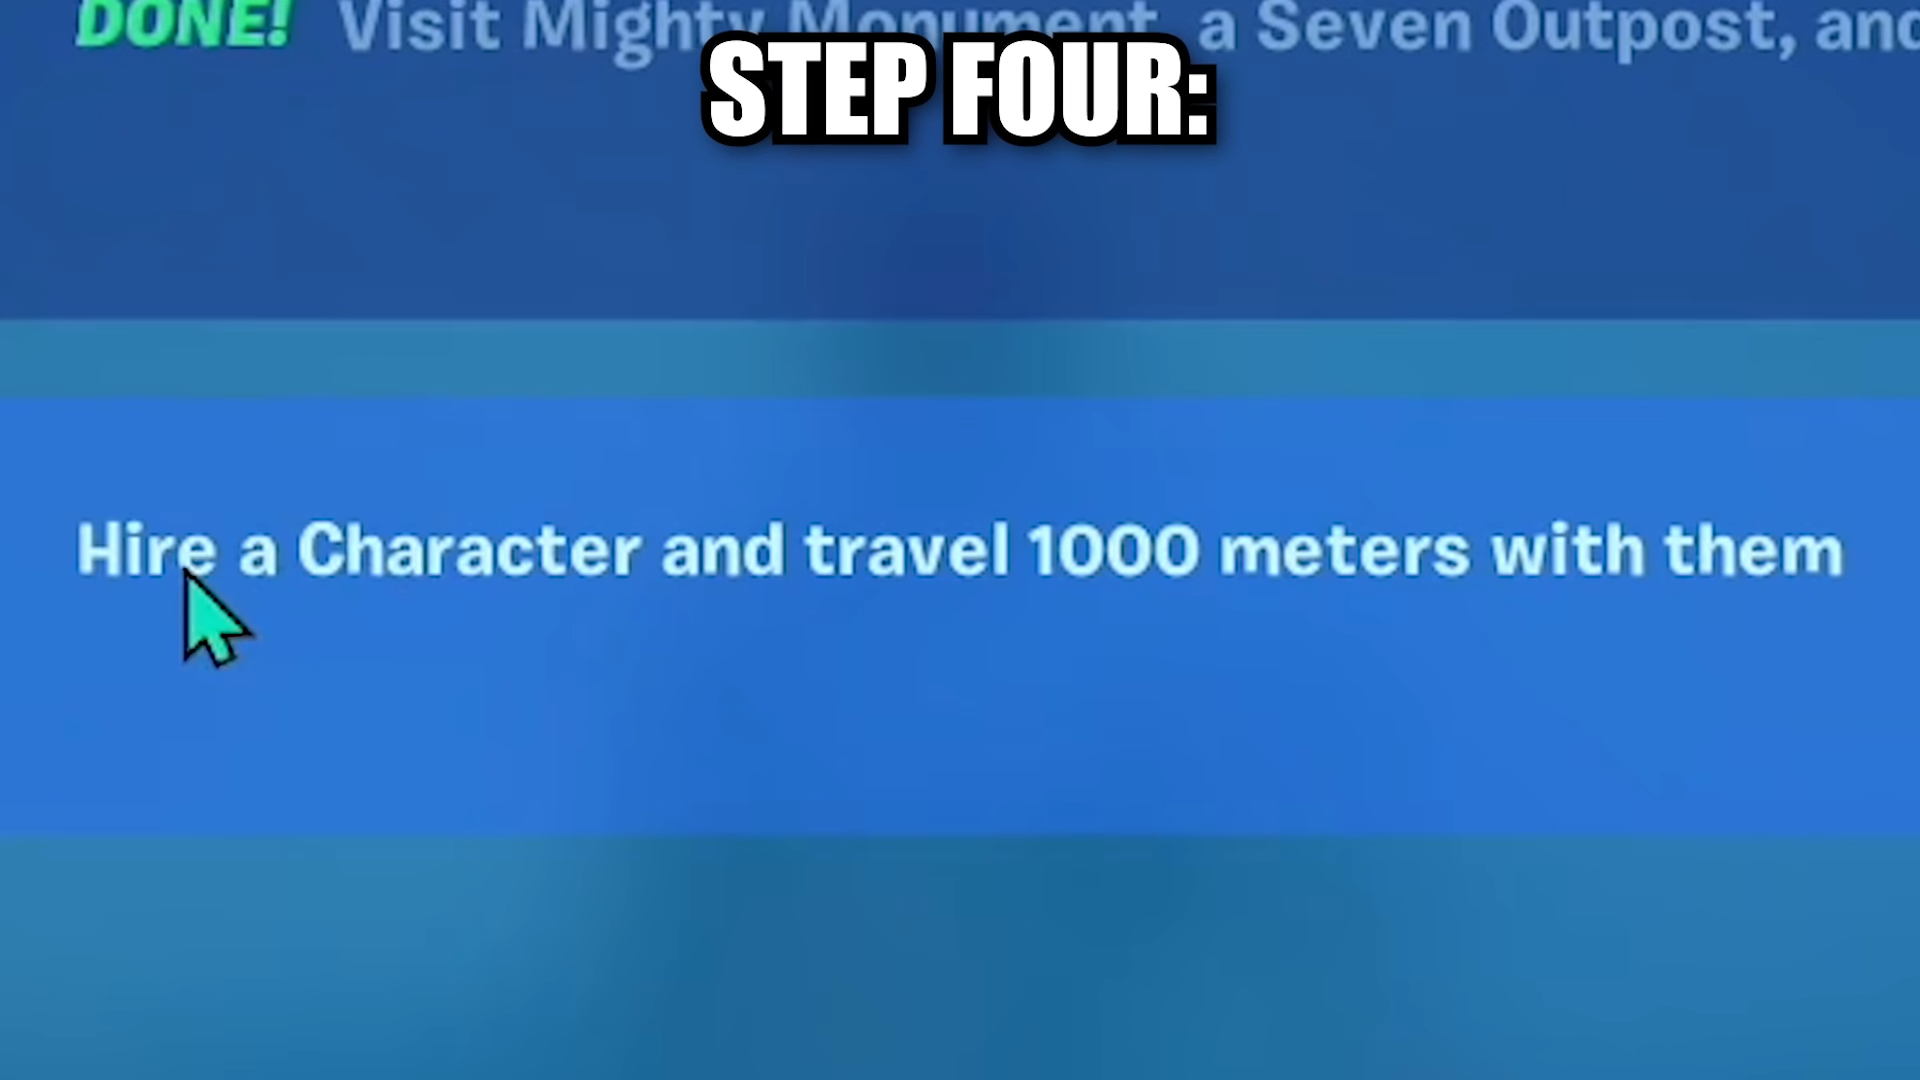 DONE! Visit Mighty Monument, a Seven Outpost, and
STEP FOUR:
Hire a Character and travel 1000 meters with them